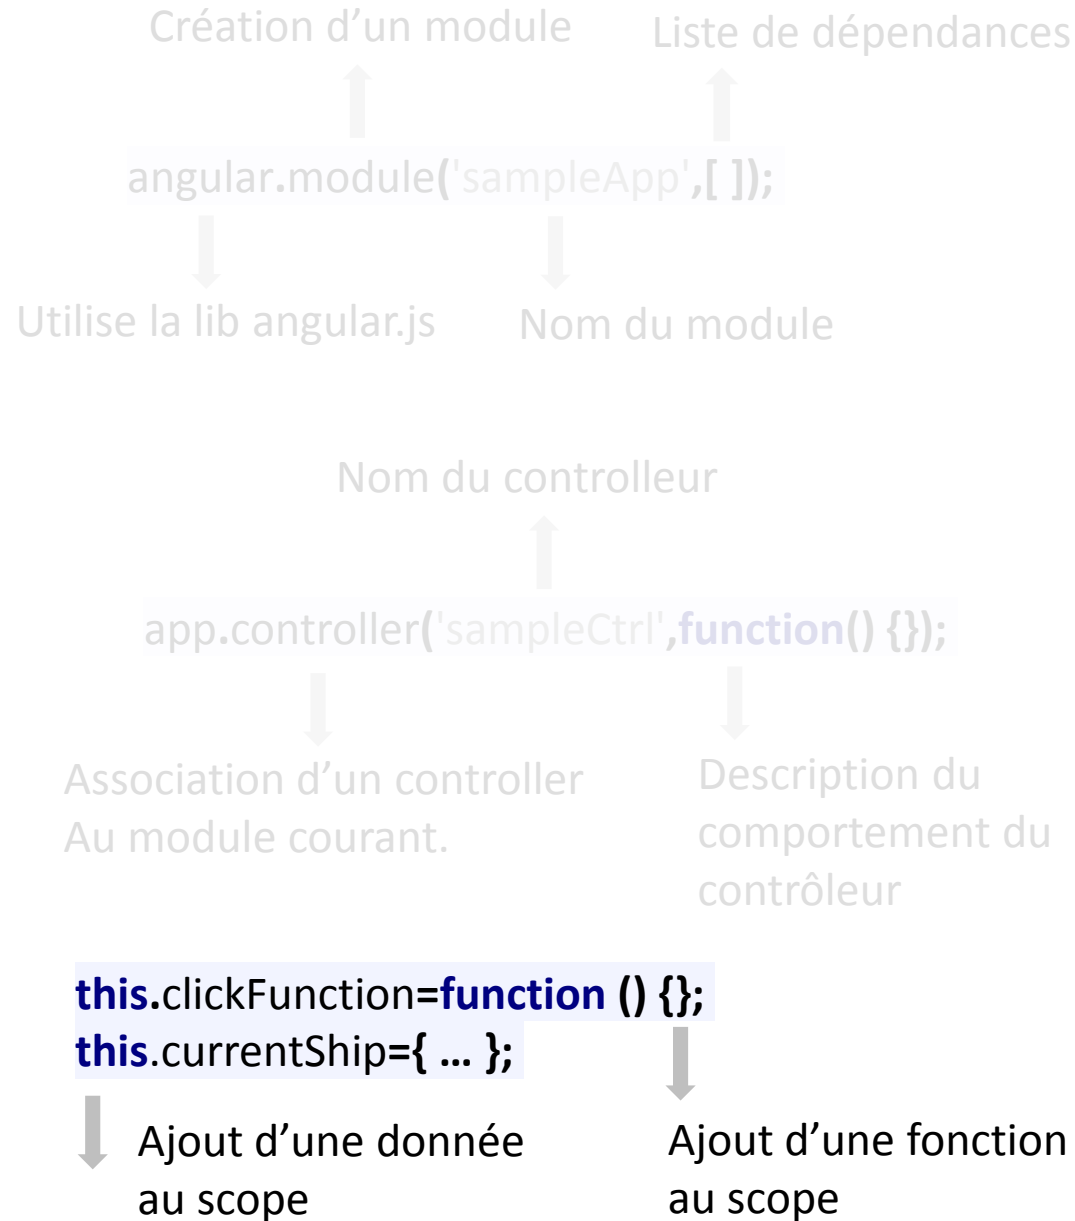 Création d’un module
Liste de dépendances
angular.module('sampleApp',[ ]);
Utilise la lib angular.js
Nom du module
Nom du controlleur
app.controller('sampleCtrl',function() {});
Association d’un controller
Au module courant.
Description du
comportement du
contrôleur
this.clickFunction=function () {};
this.currentShip={ … };
Ajout d’une donnée
au scope
Ajout d’une fonction
au scope